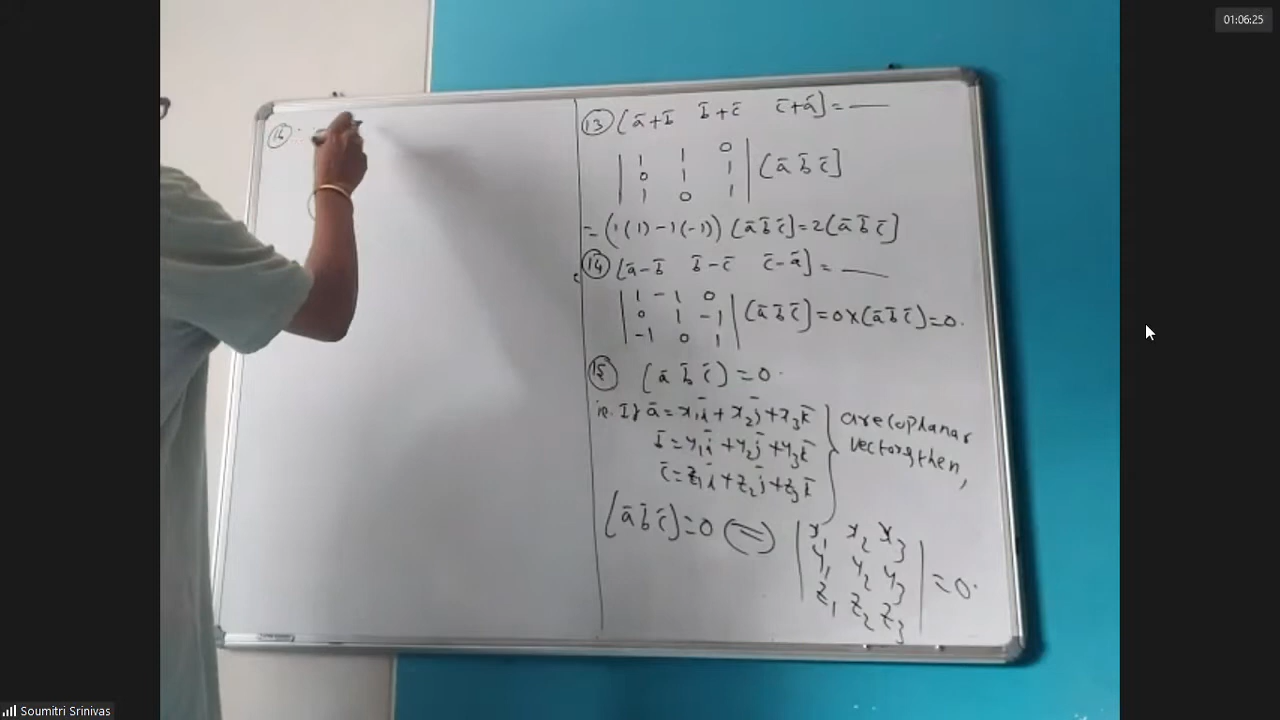 01:06:25
(16)
(13) [ā+b̄ b̄+c̄ c̄+ā] = ___
| 1 1 0 |
| 0 1 1 | [ā b̄ c̄]
| 1 0 1 |
= (1(1)-1(-1)) [ā b̄ c̄] = 2[ā b̄ c̄]
(14) [ā-b̄ b̄-c̄ c̄-ā] = ___
| 1 -1 0 |
| 0 1 -1 | [ā b̄ c̄] = 0×[ā b̄ c̄] = 0.
| -1 0 1 |
(15) [ā b̄ c̄] = 0.
ie. If ā = x₁ī + x₂j̄ + x₃k̄
b̄ = y₁ī + y₂j̄ + y₃k̄
c̄ = z₁ī + z₂j̄ + z₃k̄
} are coplanar
vectors then,
[ā b̄ c̄] = 0 (=)
| x₁ x₂ x₃ |
| y₁ y₂ y₃ | = 0.
| z₁ z₂ z₃ |
Soumitri Srinivas